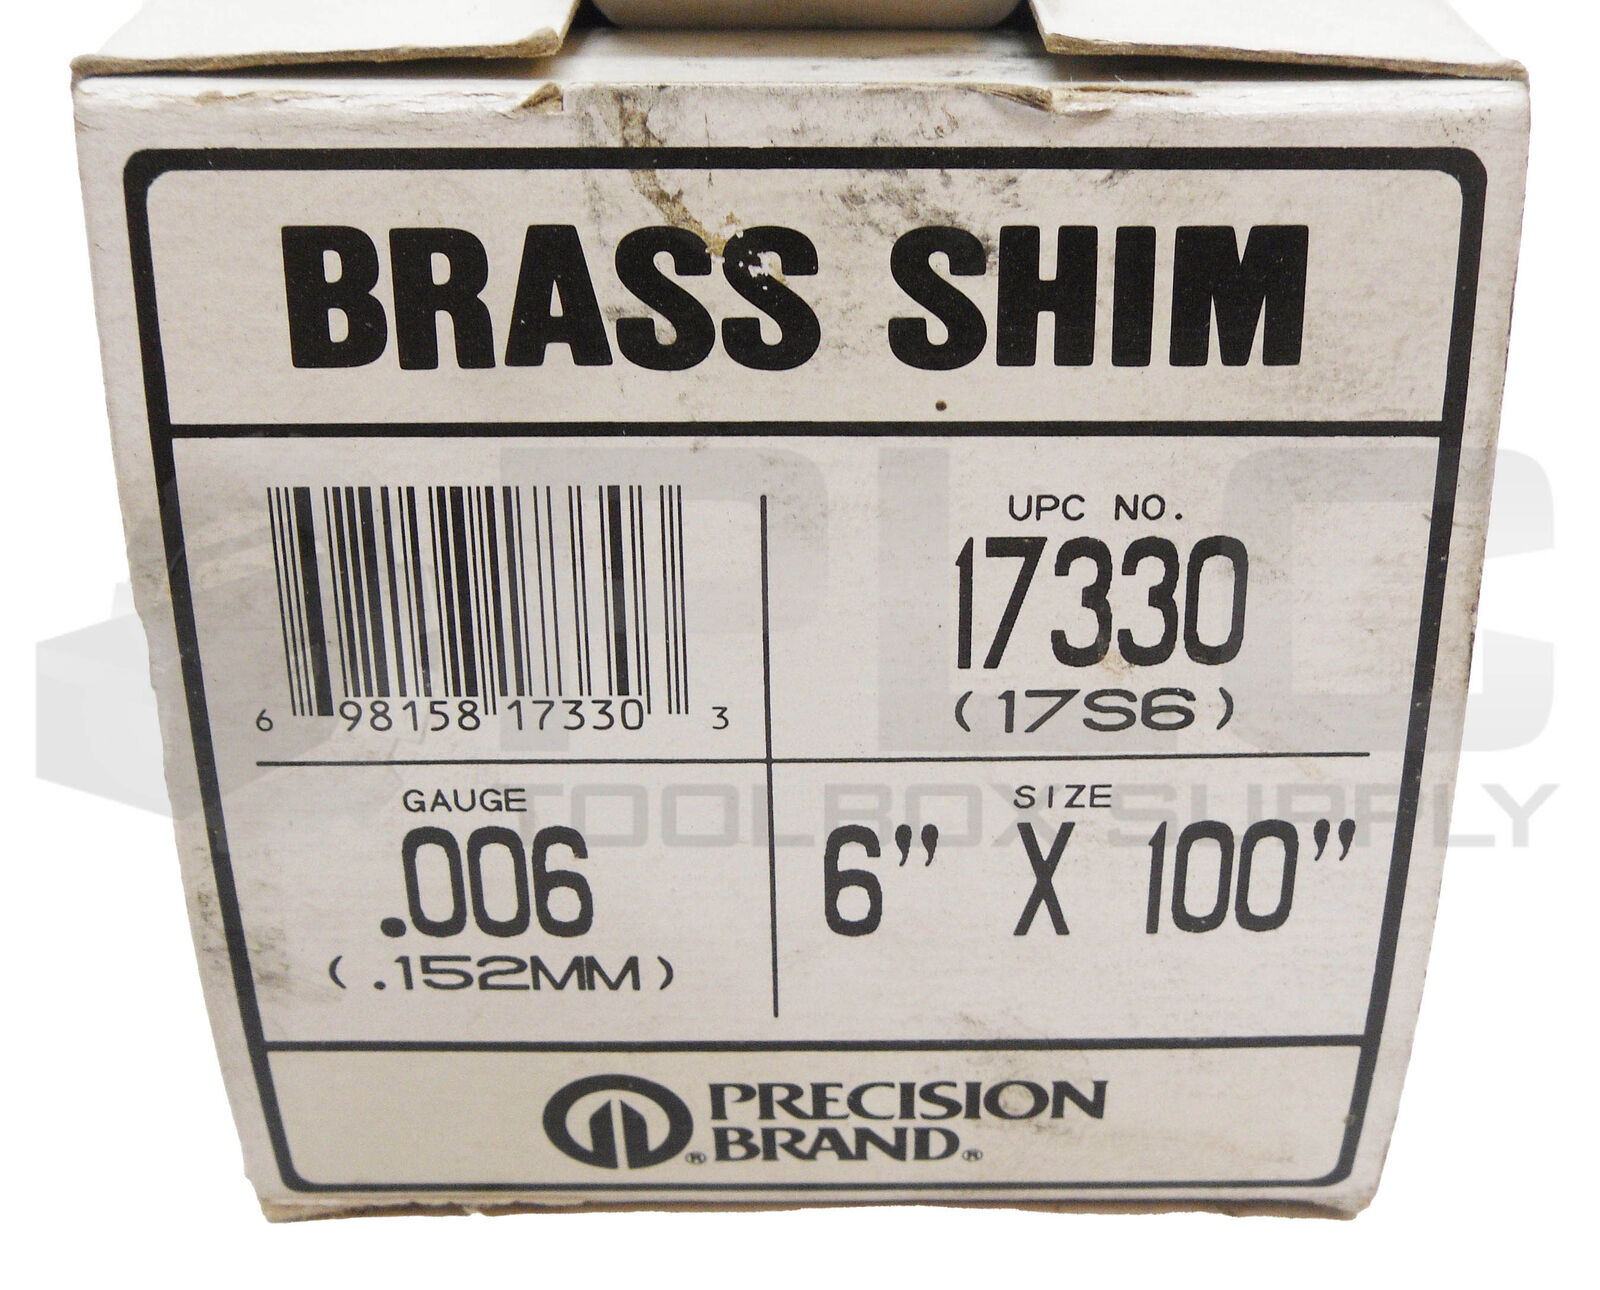 BRASS SHIM
6 98158 17330 3
UPC NO.
17330
(17S6)
GAUGE
.006
(.152MM)
SIZE
6" X 100"
PRECISION
BRAND
PLC
TOOLBOX SUPPLY